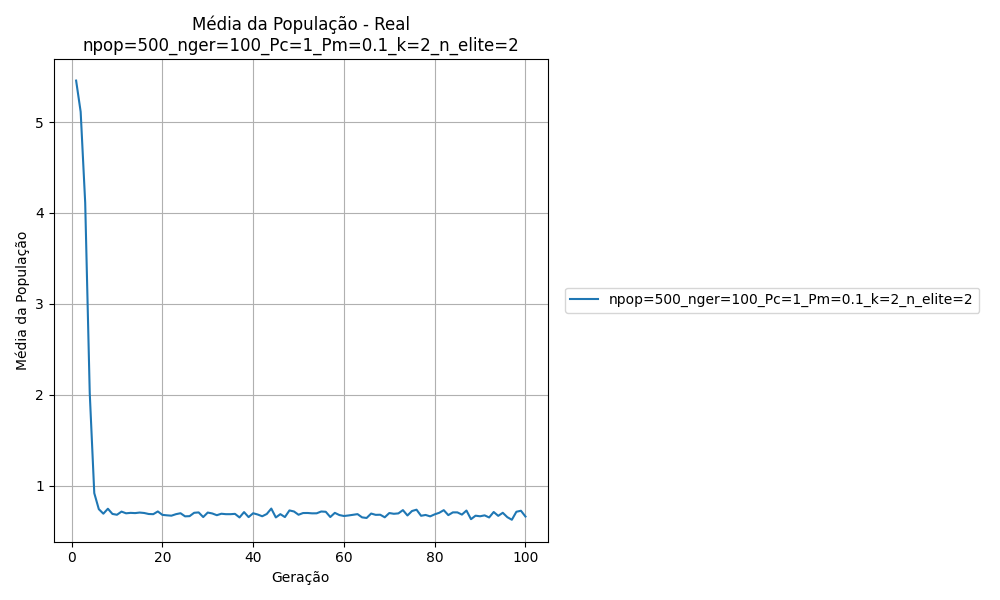 Média da População - Real
npop=500_nger=100_Pc=1_Pm=0.1_k=2_n_elite=2
Média da População
5
4
3
2
1
0
20
40
60
80
100
Geração
npop=500_nger=100_Pc=1_Pm=0.1_k=2_n_elite=2